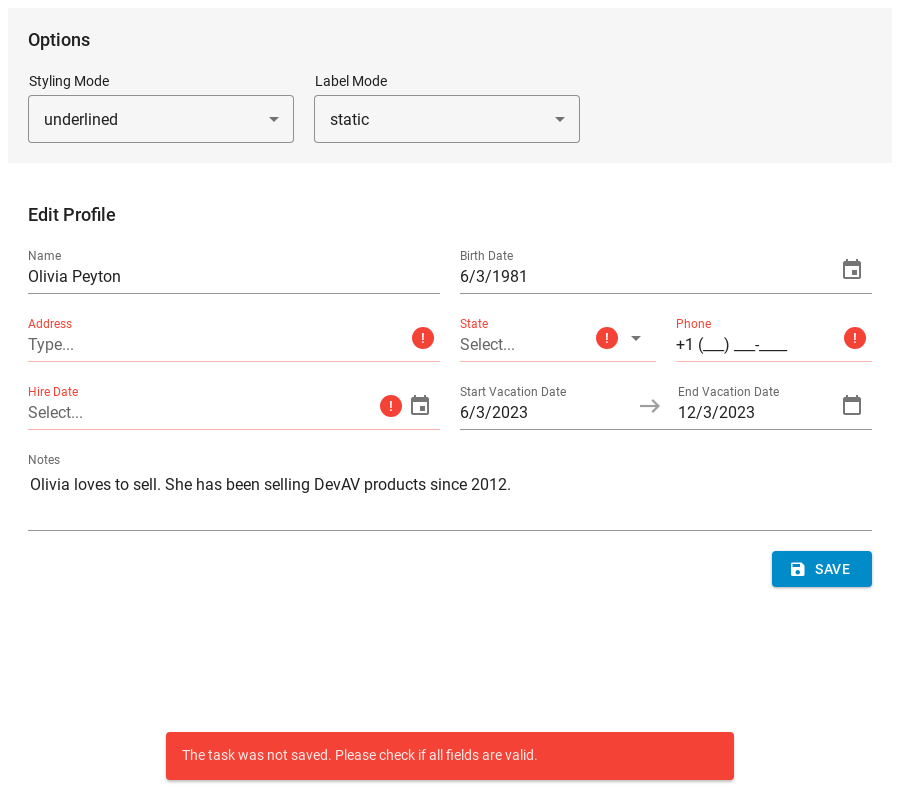 Options
Styling Mode Label Mode
underlined static
Edit Profile
Name Birth Date
Olivia Peyton 6/3/1981
Address State Phone
Type... ! Select... ! +1 (___) ___-____ !
Hire Date Start Vacation Date End Vacation Date
Select... ! 6/3/2023 12/3/2023
Notes
Olivia loves to sell. She has been selling DevAV products since 2012.
SAVE
The task was not saved. Please check if all fields are valid.